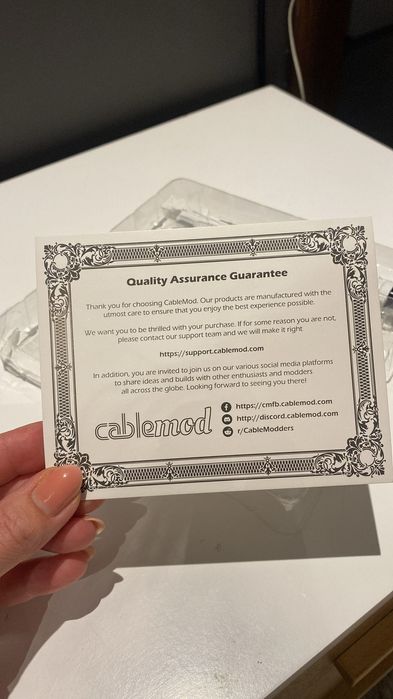 Quality Assurance Guarantee
Thank you for choosing CableMod. Our products are manufactured with the
utmost care to ensure that you enjoy the best experience possible.
We want you to be thrilled with your purchase. If for some reason you are not,
please contact our support team and we will make it right
https://support.cablemod.com
In addition, you are invited to join us on our various social media platforms
to share ideas and builds with other enthusiasts and modders
all across the globe. Looking forward to seeing you there!
cablemod
https://cmfb.cablemod.com
http://discord.cablemod.com
r/CableModders